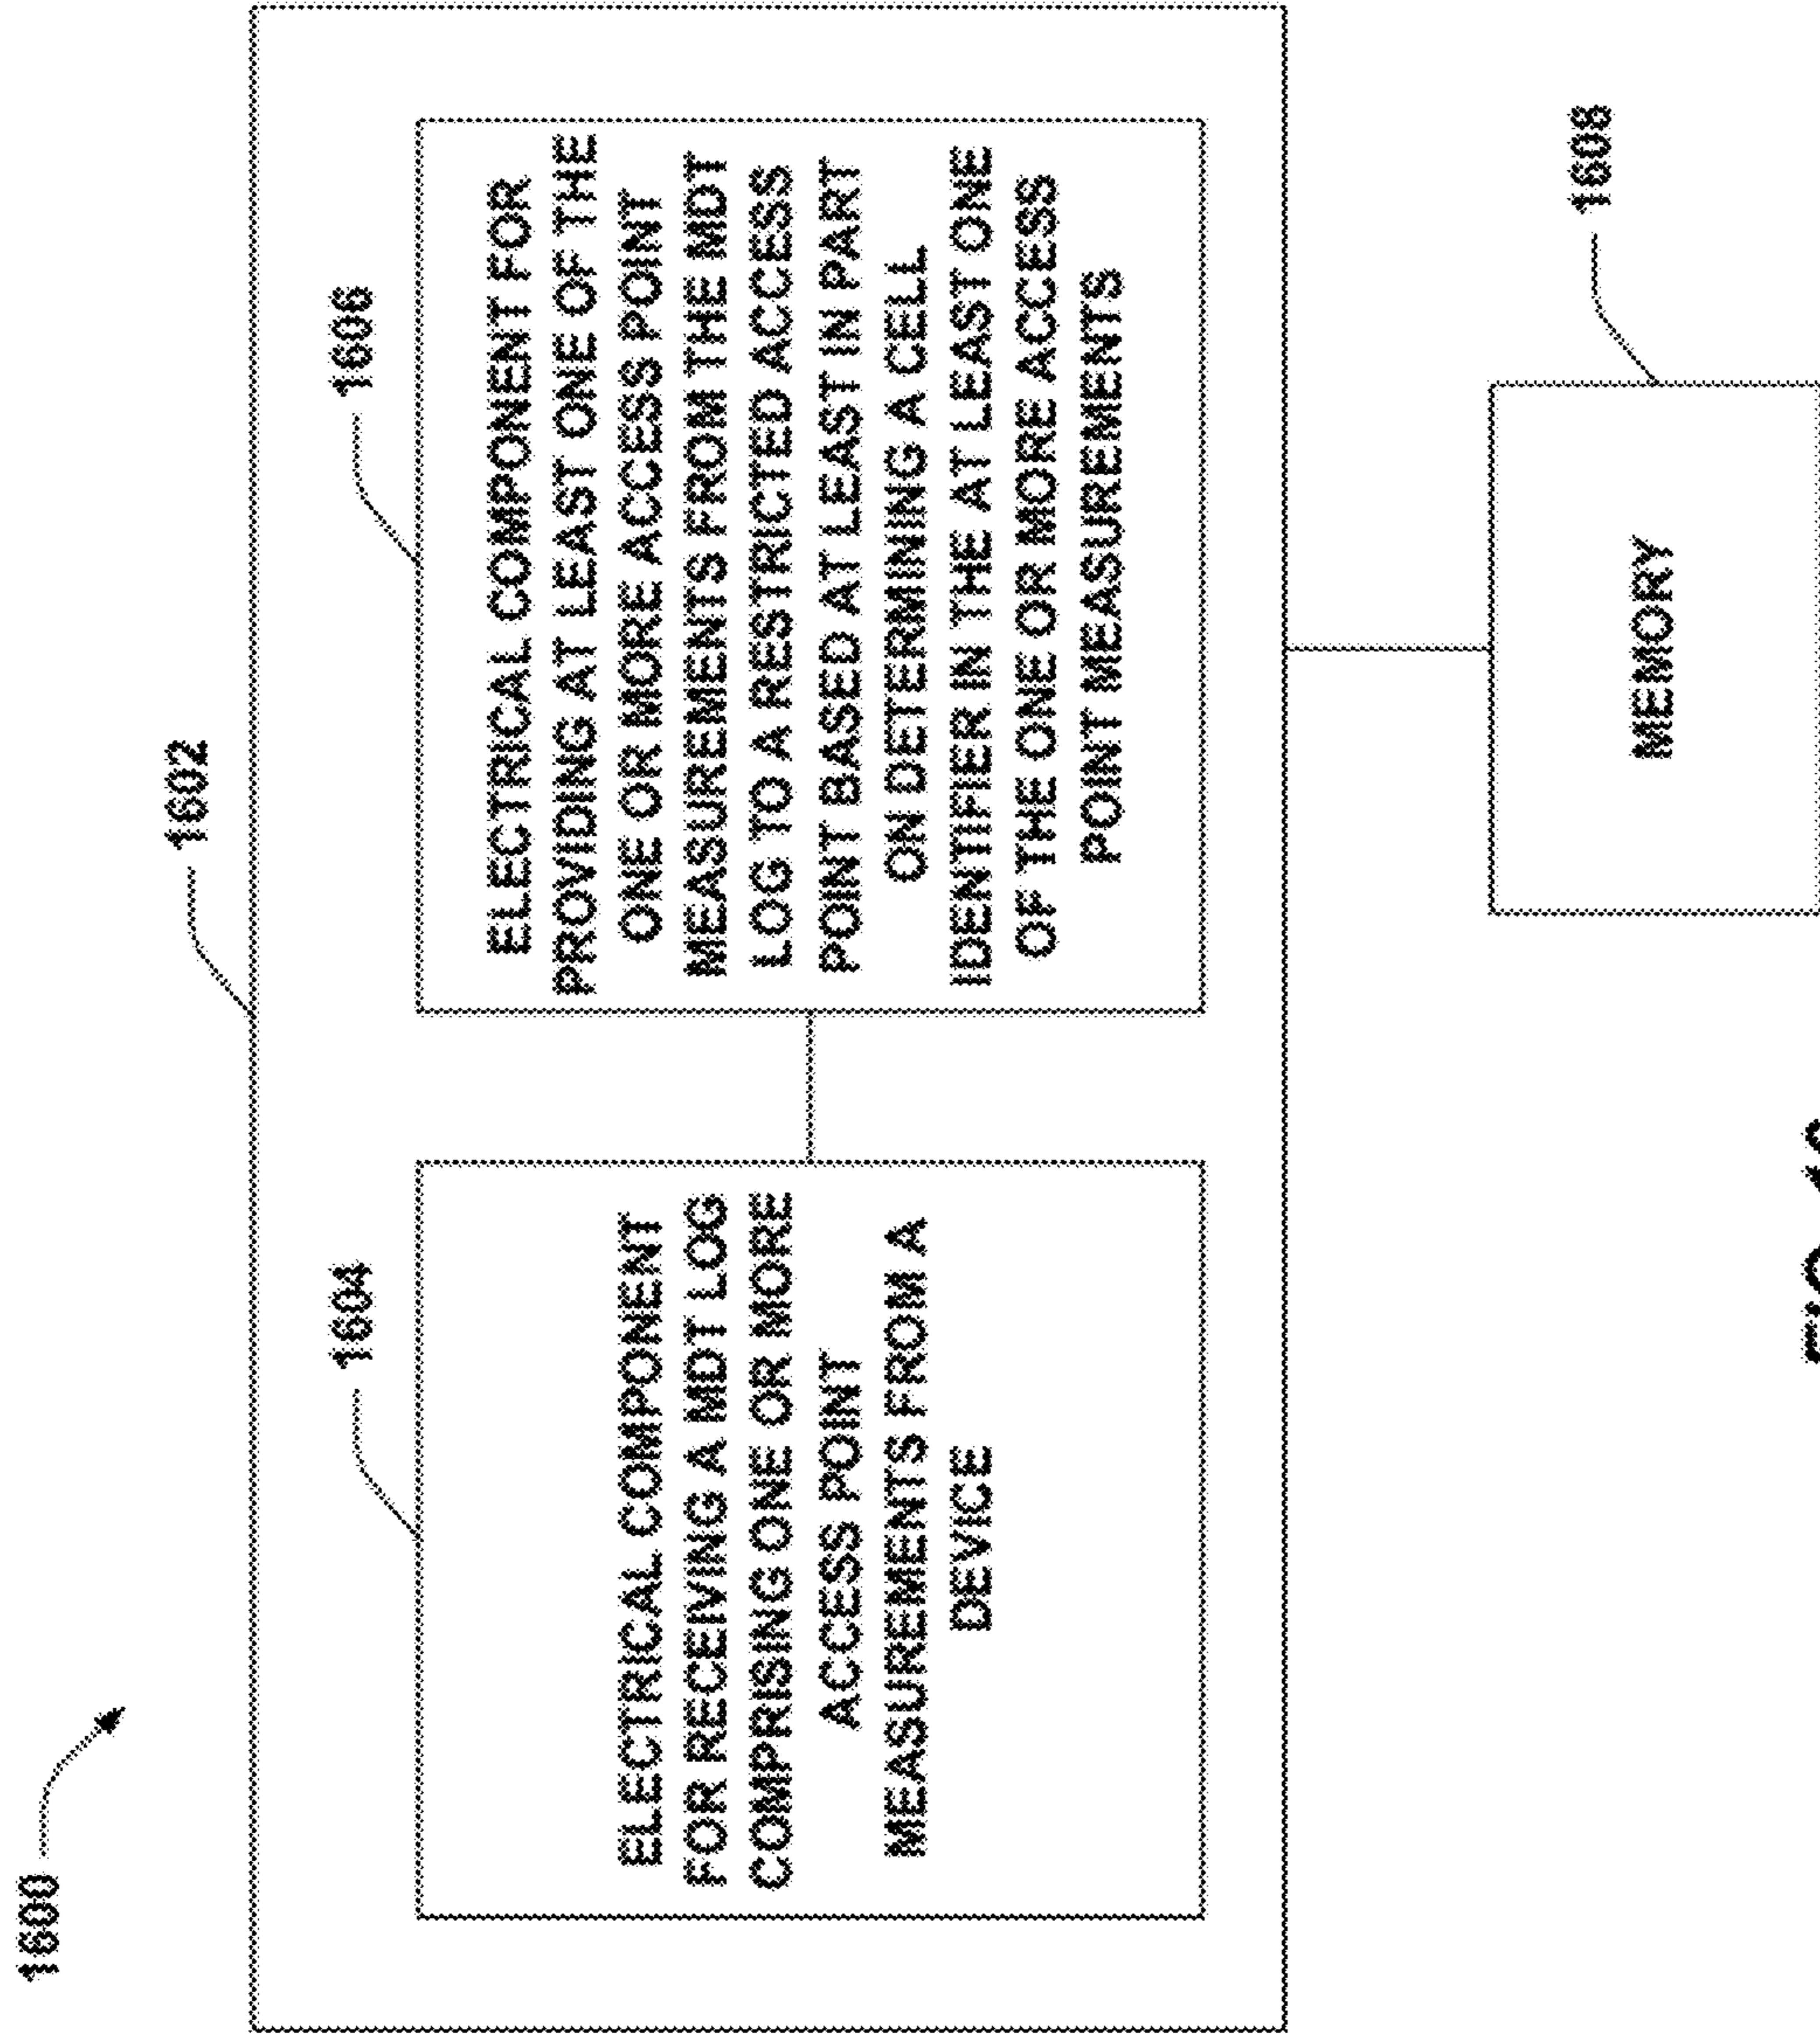 1600
1602
1604
ELECTRICAL COMPONENT
FOR RECEIVING A MDT LOG
COMPRISING ONE OR MORE
ACCESS POINT
MEASUREMENTS FROM A
DEVICE
1606
ELECTRICAL COMPONENT FOR
PROVIDING AT LEAST ONE OF THE
ONE OR MORE ACCESS POINT
MEASUREMENTS FROM THE MDT
LOG TO A RESTRICTED ACCESS
POINT BASED AT LEAST IN PART
ON DETERMINING A CELL
IDENTIFIER IN THE AT LEAST ONE
OF THE ONE OR MORE ACCESS
POINT MEASUREMENTS
1608
MEMORY